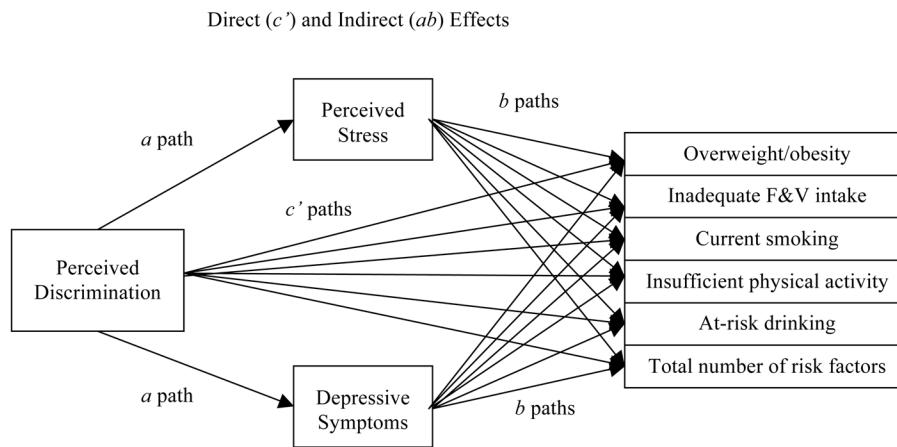 Direct (c’) and Indirect (ab) Effects
Perceived
Stress
b paths
a path
Overweight/obesity
Inadequate F&V intake
c’ paths
Current smoking
Perceived
Discrimination
Insufficient physical activity
At-risk drinking
Total number of risk factors
a path
Depressive
Symptoms
b paths